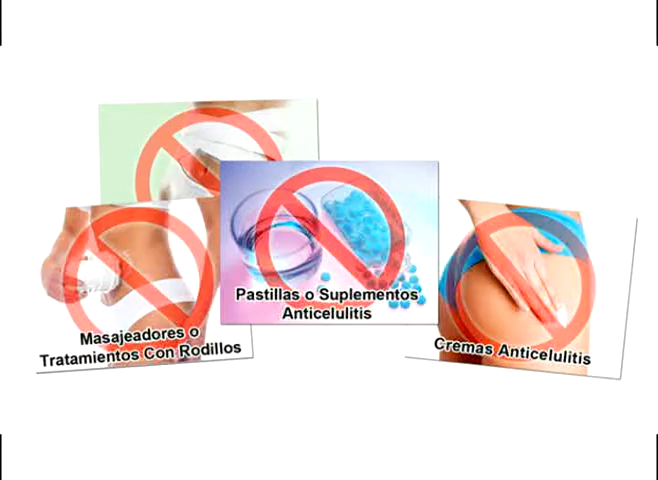 Pastillas o Suplementos
Anticelulitis
Masajeadores o
Tratamientos Con Rodillos
Cremas Anticelulitis